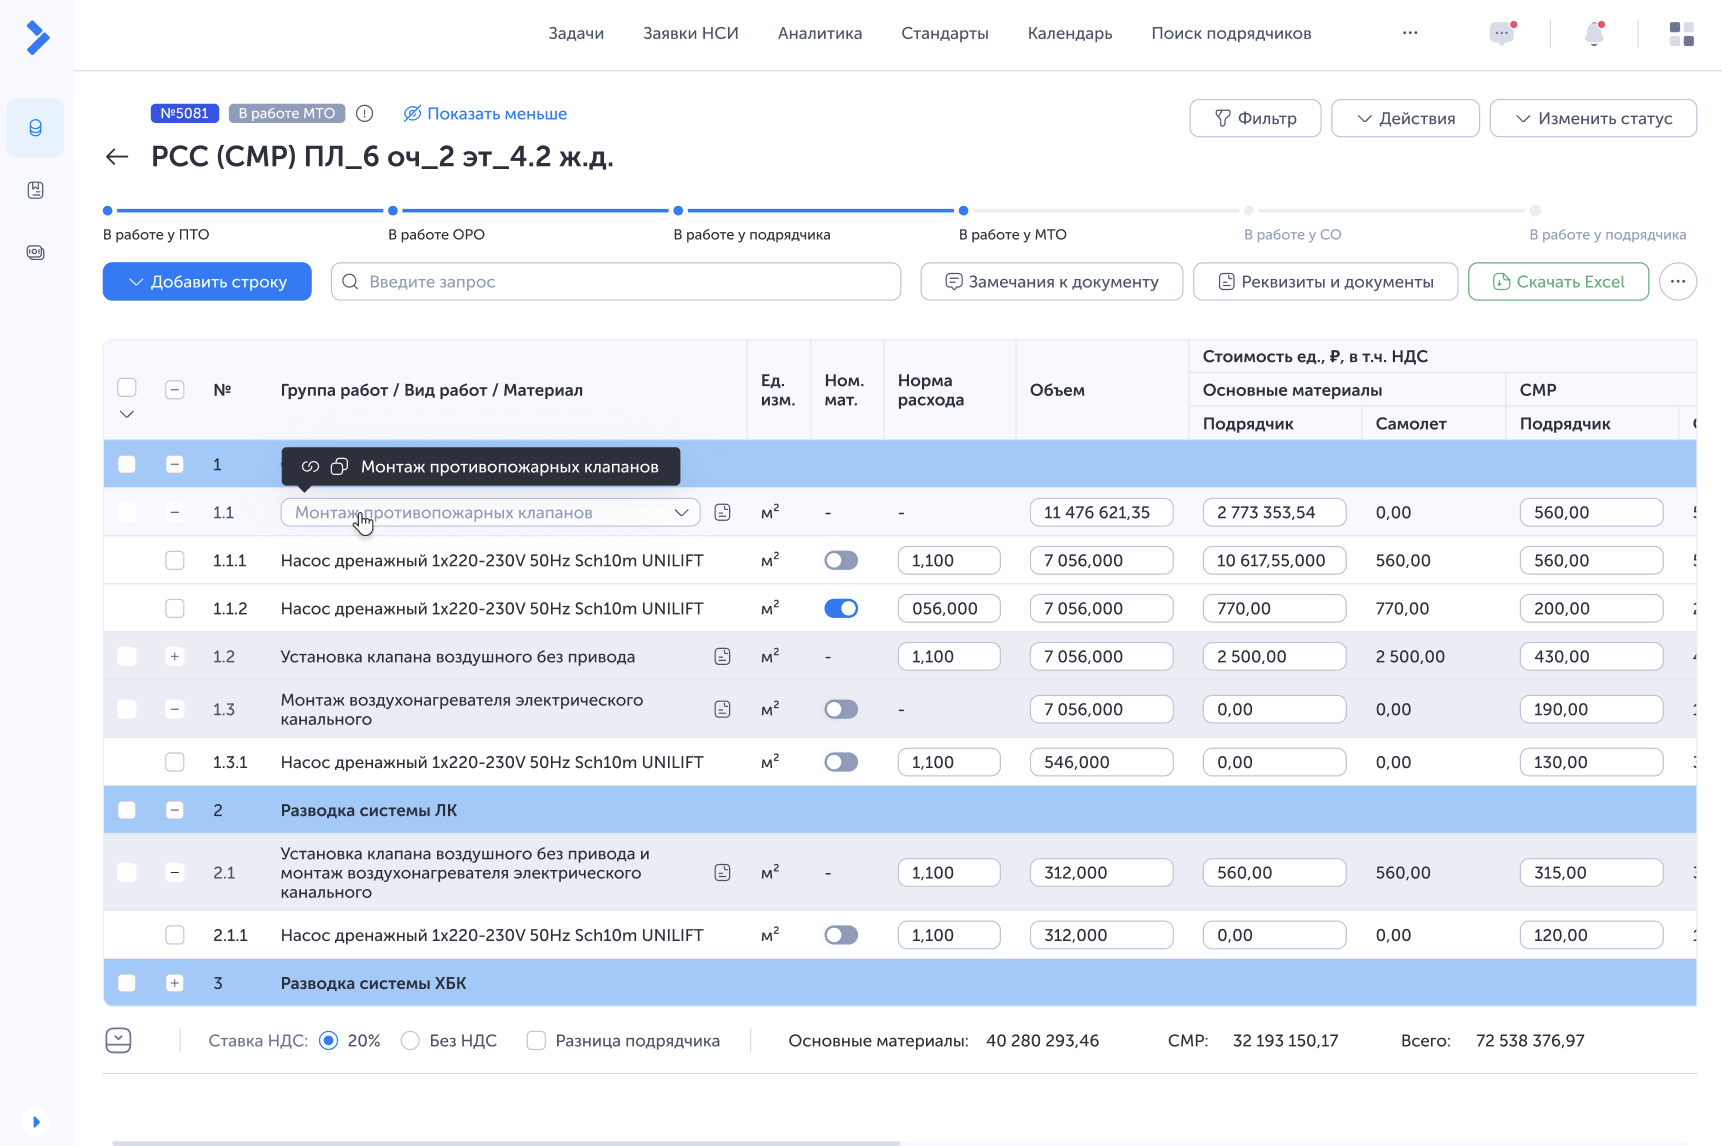 Задачи Заявки НСИ Аналитика Стандарты Календарь Поиск подрядчиков
№5081 В работе МТО Показать меньше
Фильтр Действия Изменить статус
РСС (СМР) ПЛ_6 оч_2 эт_4.2 ж.д.
В работе у ПТО В работе ОРО В работе у подрядчика В работе у МТО В работе у СО В работе у подрядчика
Добавить строку Введите запрос Замечания к документу Реквизиты и документы Скачать Excel
№ Группа работ / Вид работ / Материал Ед. изм. Ном. мат. Норма расхода Объем
Стоимость ед., ₽, в т.ч. НДС
Основные материалы СМР
Подрядчик Самолет Подрядчик
1 Монтаж противопожарных клапанов
1.1 Монтаж противопожарных клапанов м² - - 11 476 621,35 2 773 353,54 0,00 560,00
1.1.1 Насос дренажный 1x220-230V 50Hz Sch10m UNILIFT м² 1,100 7 056,000 10 617,55,000 560,00 560,00
1.1.2 Насос дренажный 1x220-230V 50Hz Sch10m UNILIFT м² 056,000 7 056,000 770,00 770,00 200,00
1.2 Установка клапана воздушного без привода м² - 1,100 7 056,000 2 500,00 2 500,00 430,00
1.3 Монтаж воздухонагревателя электрического
канального м² - 7 056,000 0,00 0,00 190,00
1.3.1 Насос дренажный 1x220-230V 50Hz Sch10m UNILIFT м² 1,100 546,000 0,00 0,00 130,00
2 Разводка системы ЛК
2.1 Установка клапана воздушного без привода и
монтаж воздухонагревателя электрического
канального м² - 1,100 312,000 560,00 560,00 315,00
2.1.1 Насос дренажный 1x220-230V 50Hz Sch10m UNILIFT м² 1,100 312,000 0,00 0,00 120,00
3 Разводка системы ХБК
Ставка НДС: 20% Без НДС Разница подрядчика Основные материалы: 40 280 293,46 СМР: 32 193 150,17 Всего: 72 538 376,97